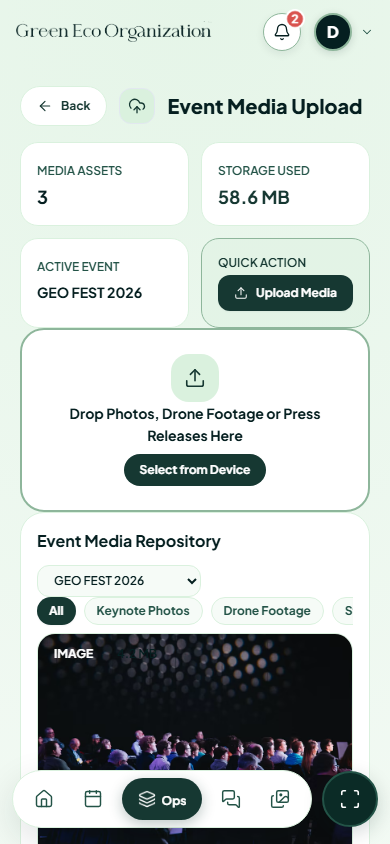 Green Eco Organization
2
D
Back
Event Media Upload
MEDIA ASSETS
3
STORAGE USED
58.6 MB
ACTIVE EVENT
GEO FEST 2026
QUICK ACTION
Upload Media
Drop Photos, Drone Footage or Press
Releases Here
Select from Device
Event Media Repository
GEO FEST 2026
All
Keynote Photos
Drone Footage
S
IMAGE
Ops